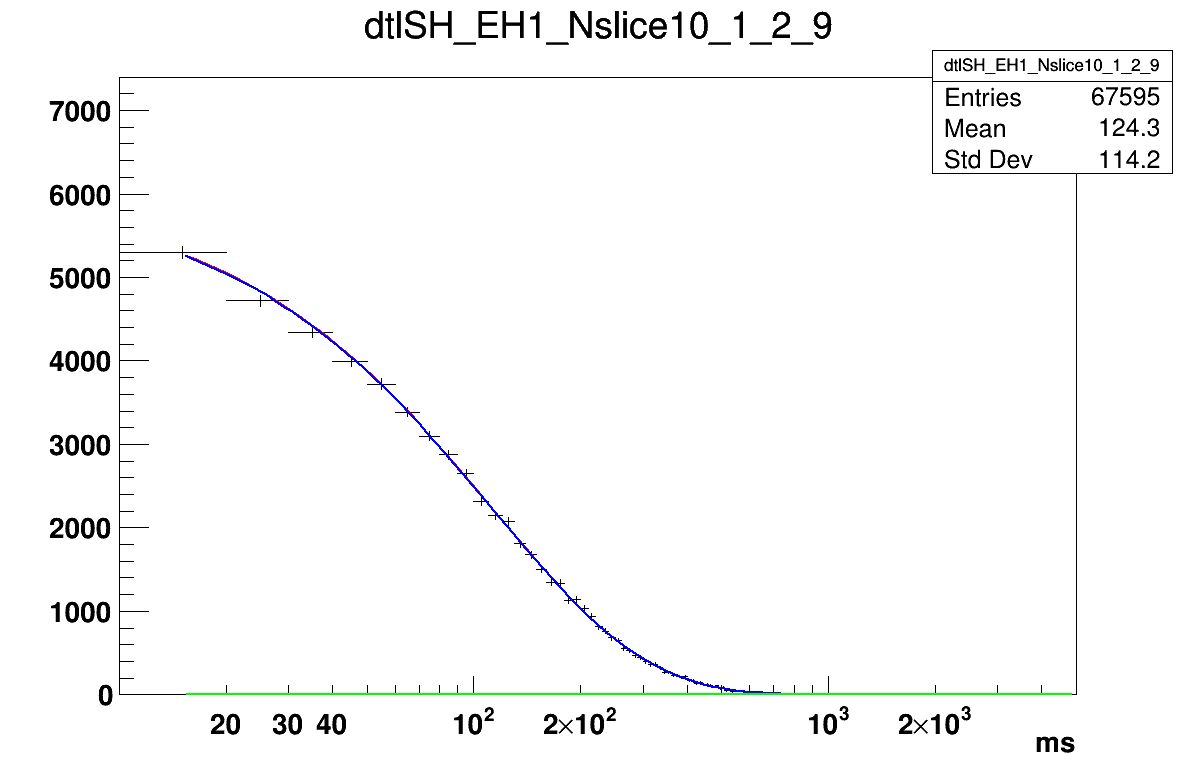 dtlSH_EH1_Nslice10_1_2_9
dtlSH_EH1_Nslice10_1_2_9
Entries 67595
Mean 124.3
Std Dev 114.2
7000
6000
5000
4000
3000
2000
1000
0
20 30 40 10² 2×10² 10³ 2×10³
ms